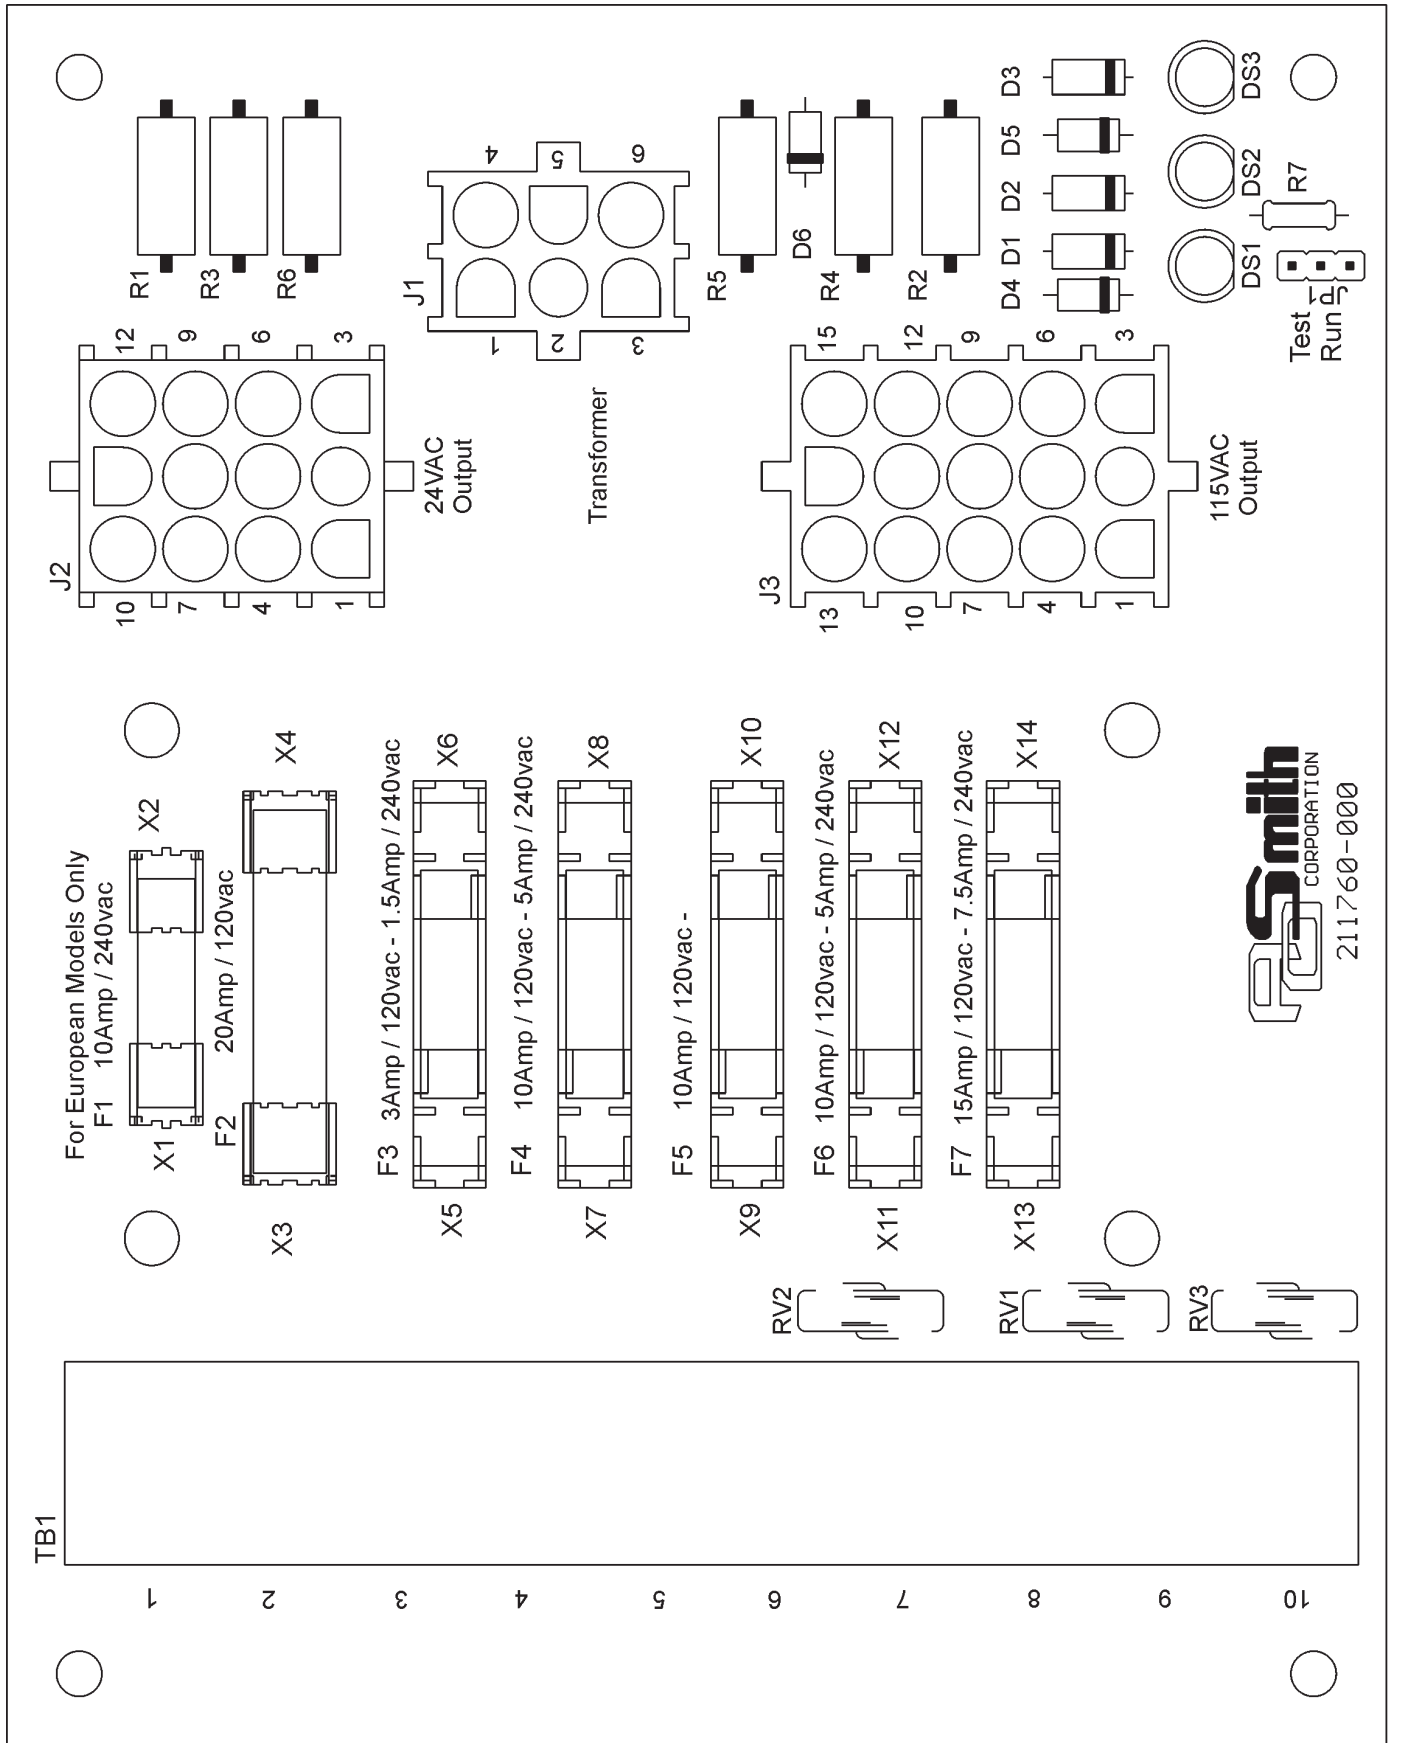 D3
DS3
D5
DS2
D2
R7
D1
DS1
D4
4
5
6
J1
1
2
3
Transformer
R1
R3
R6
R5
D6
R4
R2
Test
Run
JP1
J2
12
9
6
3
10
7
4
1
24VAC
Output
J3
15
12
9
6
3
13
10
7
4
1
115VAC
Output
For European Models Only
F1 10Amp / 240vac
X1
X2
F2 20Amp / 120vac
X3
X4
F3 3Amp / 120vac - 1.5Amp / 240vac
X5
X6
F4 10Amp / 120vac - 5Amp / 240vac
X7
X8
F5 10Amp / 120vac -
X9
X10
F6 10Amp / 120vac - 5Amp / 240vac
X11
X12
F7 15Amp / 120vac - 7.5Amp / 240vac
X13
X14
AO Smith
CORPORATION
211760-000
RV2
RV1
RV3
TB1
1
2
3
4
5
6
7
8
9
10